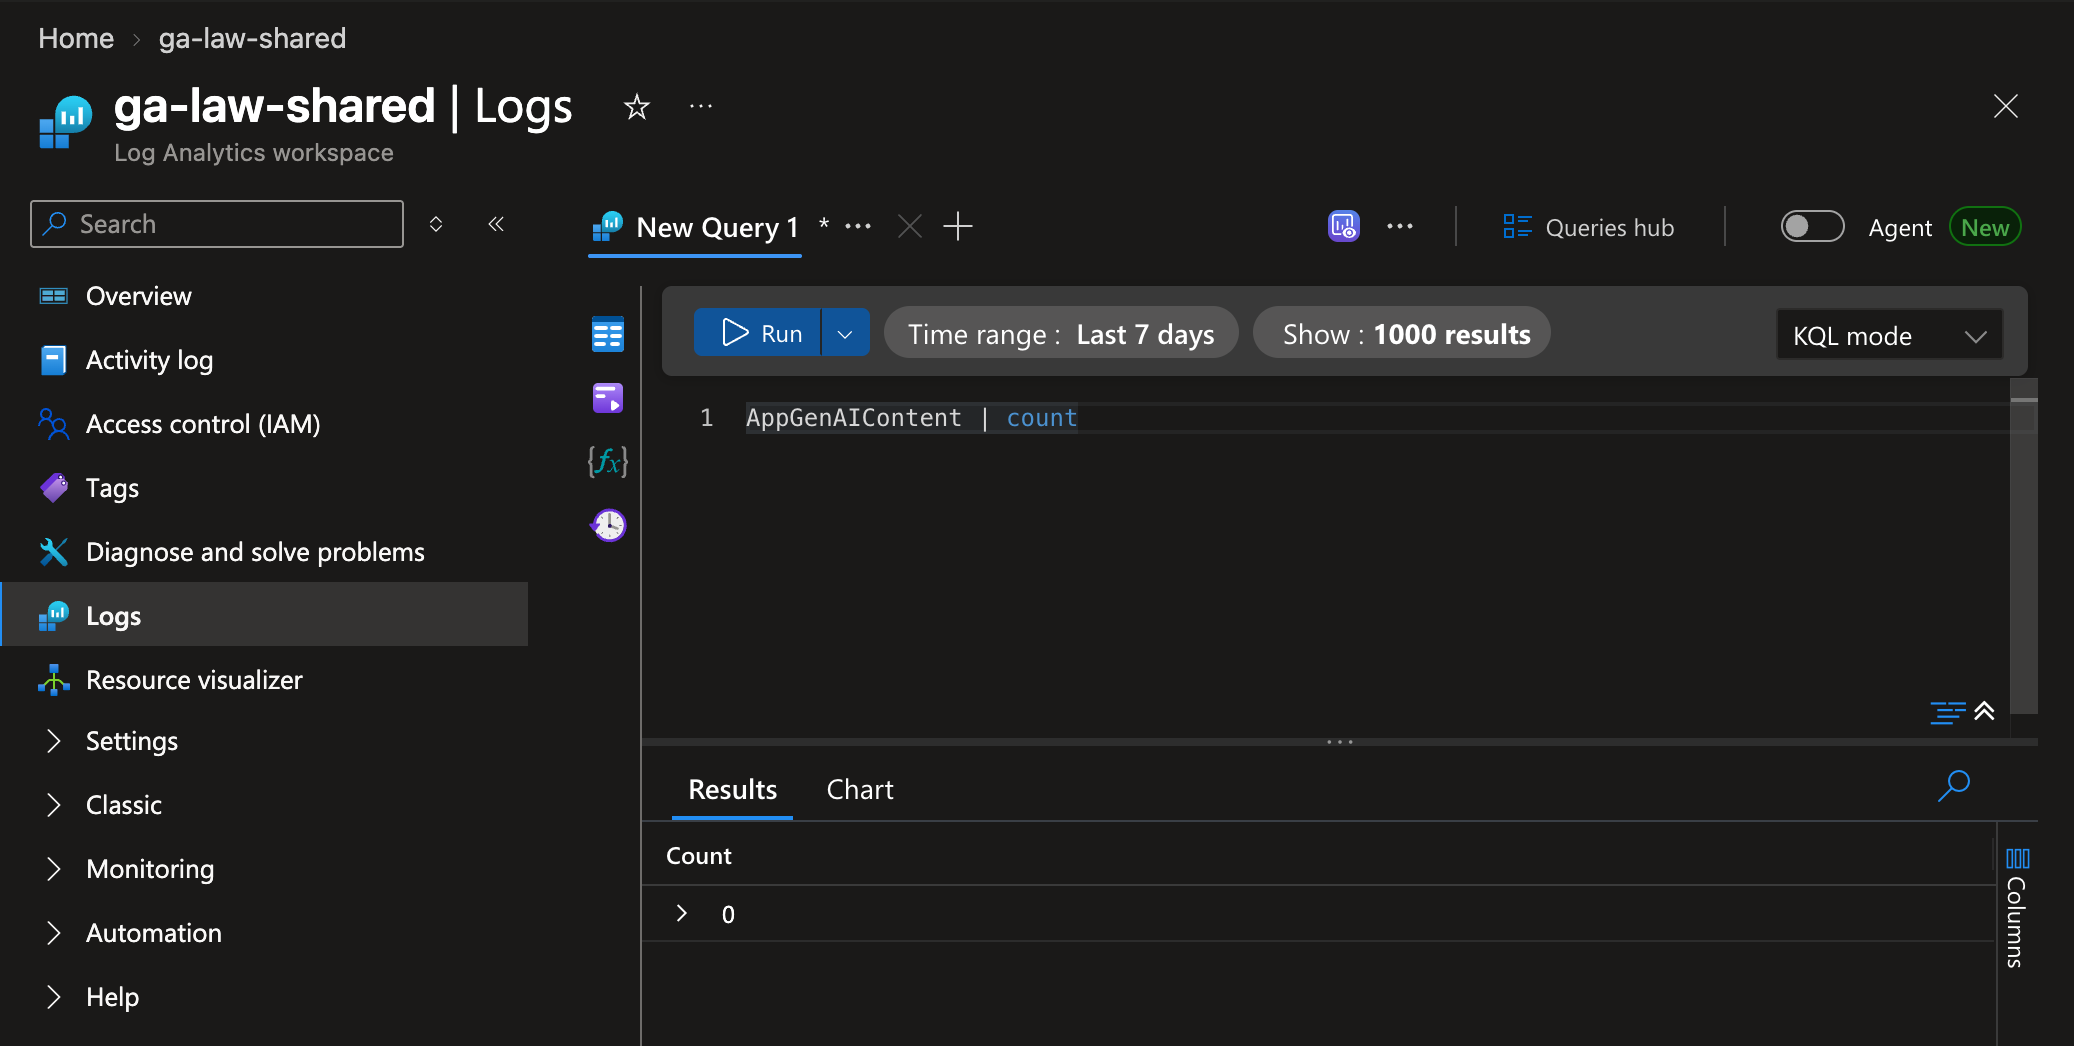 Home > ga-law-shared
ga-law-shared | Logs
Log Analytics workspace
Search
Overview
Activity log
Access control (IAM)
Tags
Diagnose and solve problems
Logs
Resource visualizer
Settings
Classic
Monitoring
Automation
Help
New Query 1 *
Queries hub
Agent New
Run
Time range : Last 7 days
Show : 1000 results
KQL mode
{fx}
1 AppGenAIContent | count
Results Chart
Count
0
Columns